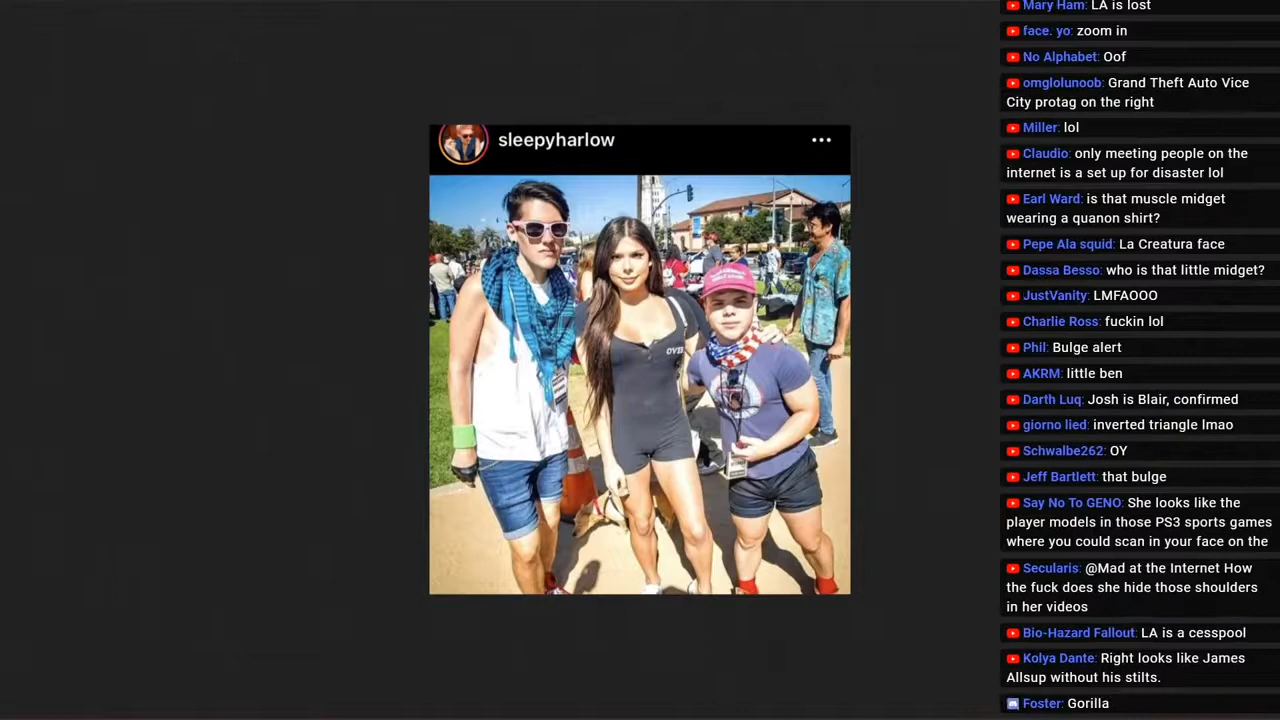 sleepyharlow
OVER
Mary Ham: LA is lost
face. yo: zoom in
No Alphabet: Oof
omglolunoob: Grand Theft Auto Vice
City protag on the right
Miller: lol
Claudio: only meeting people on the
internet is a set up for disaster lol
Earl Ward: is that muscle midget
wearing a quanon shirt?
Pepe Ala squid: La Creatura face
Dassa Besso: who is that little midget?
JustVanity: LMFAOOO
Charlie Ross: fuckin lol
Phil: Bulge alert
AKRM: little ben
Darth Luq: Josh is Blair, confirmed
giorno lied: inverted triangle lmao
Schwalbe262: OY
Jeff Bartlett: that bulge
Say No To GENO: She looks like the
player models in those PS3 sports games
where you could scan in your face on the
Secularis: @Mad at the Internet How
the fuck does she hide those shoulders
in her videos
Bio-Hazard Fallout: LA is a cesspool
Kolya Dante: Right looks like James
Allsup without his stilts.
Foster: Gorilla